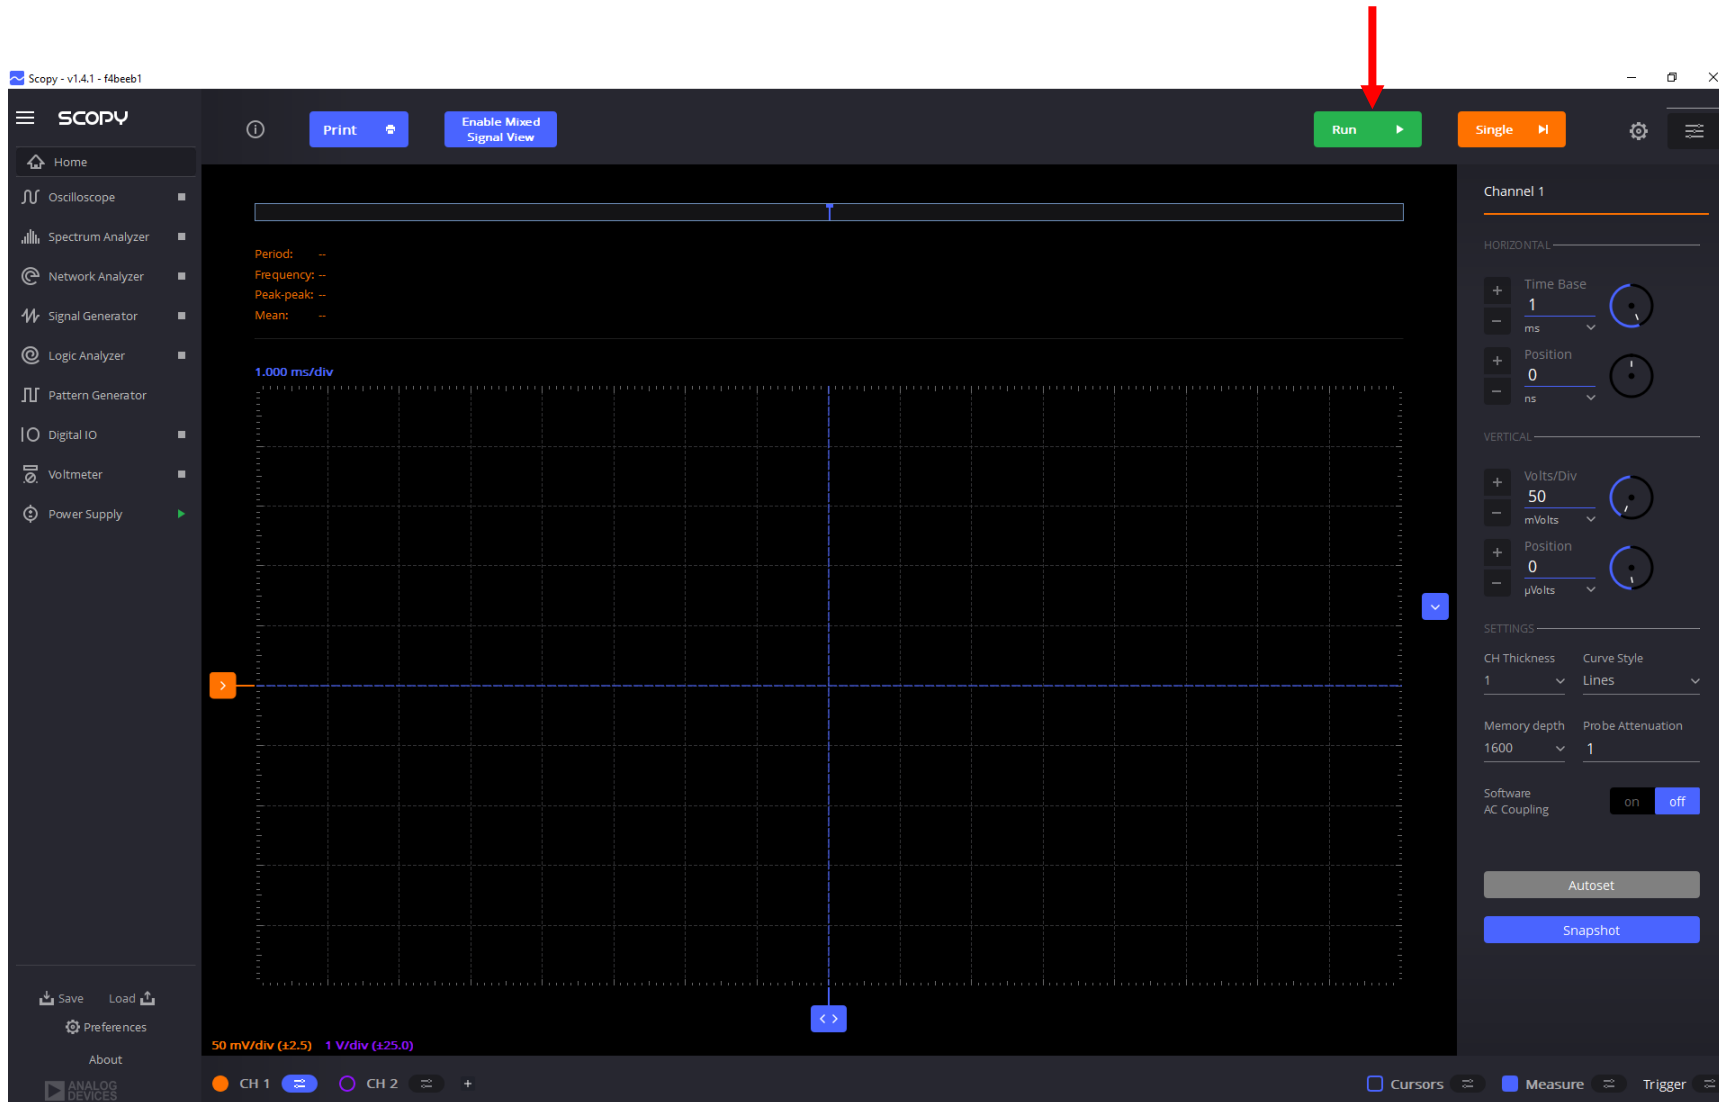 Scopy - v1.4.1 - f4beeb1
SCOPY
Print
Enable Mixed
Signal View
Run
Single
Home
Oscilloscope
Spectrum Analyzer
Network Analyzer
Signal Generator
Logic Analyzer
Pattern Generator
Digital IO
Voltmeter
Power Supply
Save Load
Preferences
About
ANALOG
DEVICES
Period: --
Frequency: --
Peak-peak: --
Mean: --
1.000 ms/div
50 mV/div (±2.5) 1 V/div (±25.0)
CH 1 CH 2 +
Cursors Measure Trigger
Channel 1
HORIZONTAL
Time Base
1
ms
Position
0
ns
VERTICAL
Volts/Div
50
mVolts
Position
0
µVolts
SETTINGS
CH Thickness Curve Style
1 Lines
Memory depth Probe Attenuation
1600 1
Software
AC Coupling
on off
Autoset
Snapshot